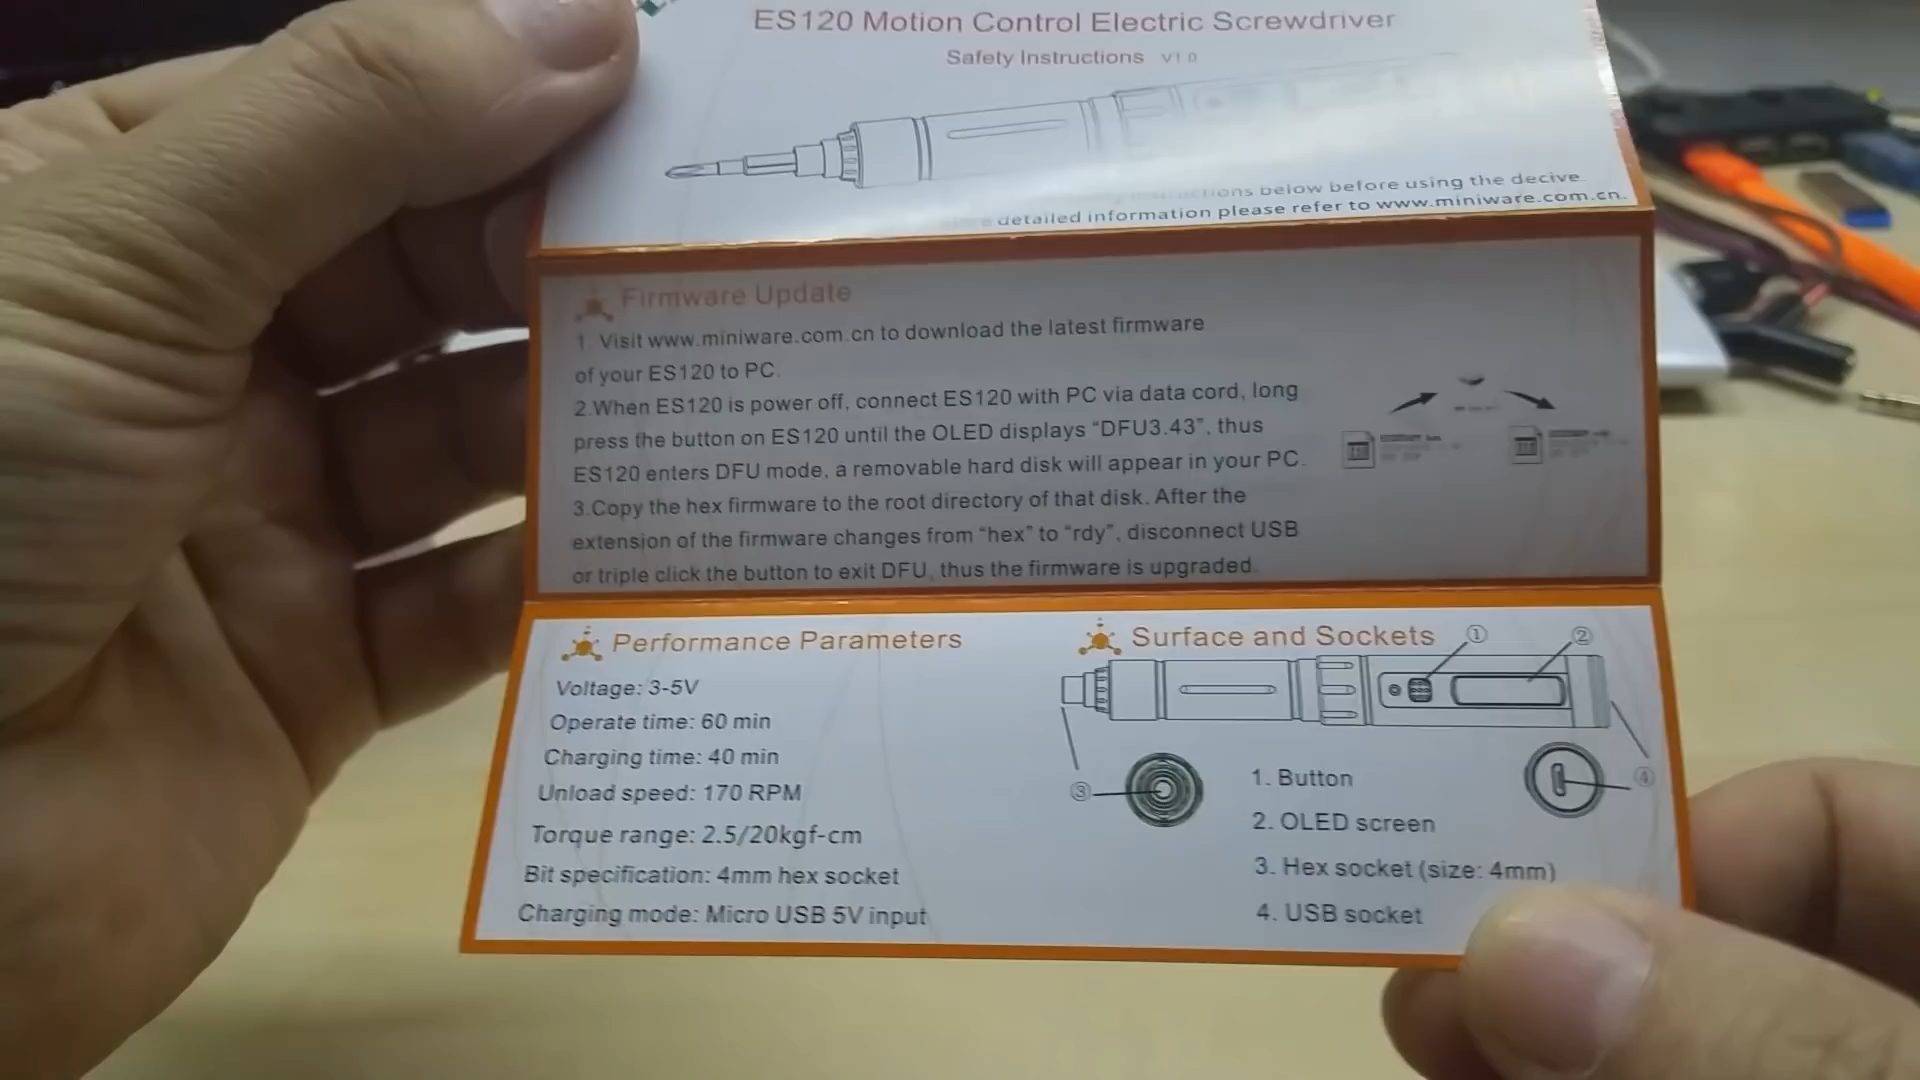 ES120 Motion Control Electric Screwdriver
Safety Instructions V1.0
below before using the decive.
detailed information please refer to www.miniware.com.cn.
Firmware Update
1 Visit www.miniware.com.cn to download the latest firmware
of your ES120 to PC.
2.When ES120 is power off, connect ES120 with PC via data cord, long
press the button on ES120 until the OLED displays “DFU3.43”, thus
ES120 enters DFU mode, a removable hard disk will appear in your PC.
3.Copy the hex firmware to the root directory of that disk. After the
extension of the firmware changes from “hex” to “rdy”, disconnect USB
or triple click the button to exit DFU, thus the firmware is upgraded.
Performance Parameters
Voltage: 3-5V
Operate time: 60 min
Charging time: 40 min
Unload speed: 170 RPM
Torque range: 2.5/20kgf-cm
Bit specification: 4mm hex socket
Charging mode: Micro USB 5V input
Surface and Sockets
①
②
③
④
1. Button
2. OLED screen
3. Hex socket (size: 4mm)
4. USB socket